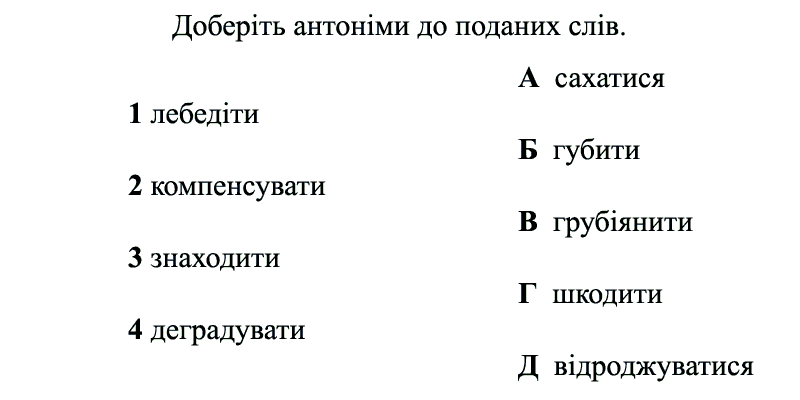 Доберіть антоніми до поданих слів.
А сахатися
1 лебедіти
Б губити
2 компенсувати
В грубіянити
3 знаходити
Г шкодити
4 деградувати
Д відроджуватися